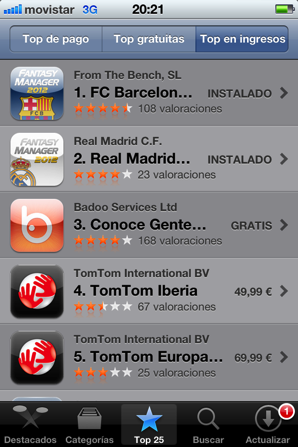 movistar 3G 20:21
Top de pago Top gratuitas Top en ingresos
FANTASY MANAGER 2012 FCB
From The Bench, SL
1. FC Barcelon... INSTALADO
108 valoraciones
FANTASY MANAGER 2012
Real Madrid C.F.
2. Real Madrid... INSTALADO
23 valoraciones
Badoo Services Ltd
3. Conoce Gente... GRATIS
168 valoraciones
TomTom International BV
4. TomTom Iberia 49,99 €
67 valoraciones
TomTom International BV
5. TomTom Europa... 69,99 €
25 valoraciones
1
Destacados Categorías Top 25 Buscar Actualizar